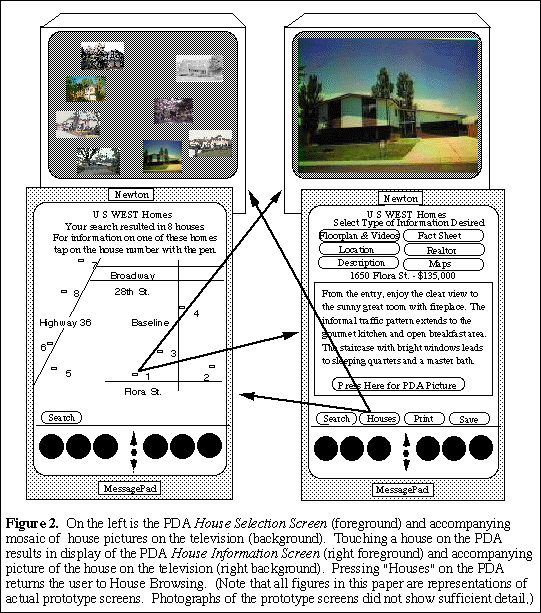 Newton
U S WEST Homes
Your search resulted in 8 houses.
For information on one of these homes
tap on the house number with the pen.
7
Broadway
28th St.
8
4
Highway 36
Baseline
6
3
5
1
2
Flora St.
Search
MessagePad
Newton
U S WEST Homes
Select Type of Information Desired
Floorplan & Videos
Fact Sheet
Location
Realtor
Description
Maps
1650 Flora St. - $135,000
From the entry, enjoy the clear view to
the sunny great room with fireplace. The
informal traffic pattern extends to the
gourmet kitchen and open breakfast area.
The staircase with bright windows leads
to sleeping quarters and a master bath.
Press Here for PDA Picture
Search
Houses
Print
Save
MessagePad
Figure 2. On the left is the PDA House Selection Screen (foreground) and accompanying
mosaic of house pictures on the television (background). Touching a house on the PDA
results in display of the PDA House Information Screen (right foreground) and accompanying
picture of the house on the television (right background). Pressing "Houses" on the PDA
returns the user to House Browsing. (Note that all figures in this paper are representations of
actual prototype screens. Photographs of the prototype screens did not show sufficient detail.)